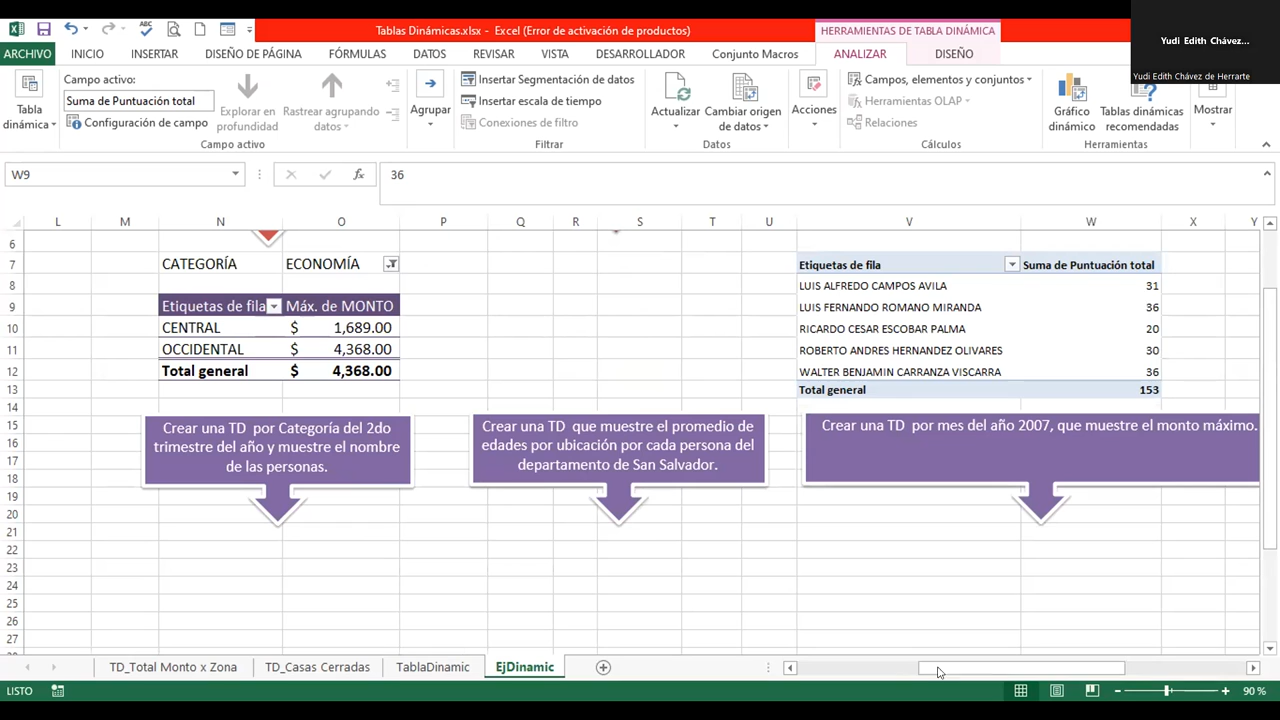 Tablas Dinámicas.xlsx - Excel (Error de activación de productos)
HERRAMIENTAS DE TABLA DINÁMICA
Yudi Edith Chávez...
Yudi Edith Chávez de Herrarte
ARCHIVO INICIO INSERTAR DISEÑO DE PÁGINA FÓRMULAS DATOS REVISAR VISTA DESARROLLADOR Conjunto Macros ANALIZAR DISEÑO
Tabla dinámica
Campo activo:
Suma de Puntuación total
Configuración de campo
Explorar en profundidad
Rastrear agrupando datos
Campo activo
Agrupar
Insertar Segmentación de datos
Insertar escala de tiempo
Conexiones de filtro
Filtrar
Actualizar
Cambiar origen de datos
Datos
Acciones
Campos, elementos y conjuntos
Herramientas OLAP
Relaciones
Cálculos
Gráfico dinámico
Tablas dinámicas recomendadas
Herramientas
Mostrar
W9 fx 36
L M N O P Q R S T U V W X Y
6
7 CATEGORÍA ECONOMÍA Etiquetas de fila Suma de Puntuación total
8 LUIS ALFREDO CAMPOS AVILA 31
9 Etiquetas de fila Máx. de MONTO LUIS FERNANDO ROMANO MIRANDA 36
10 CENTRAL $ 1,689.00 RICARDO CESAR ESCOBAR PALMA 20
11 OCCIDENTAL $ 4,368.00 ROBERTO ANDRES HERNANDEZ OLIVARES 30
12 Total general $ 4,368.00 WALTER BENJAMIN CARRANZA VISCARRA 36
13 Total general 153
14
15
16
17
18
19
20
21
22
23
24
25
26
27
Crear una TD por Categoría del 2do
trimestre del año y muestre el nombre
de las personas.
Crear una TD que muestre el promedio de
edades por ubicación por cada persona del
departamento de San Salvador.
Crear una TD por mes del año 2007, que muestre el monto máximo.
TD_Total Monto x Zona TD_Casas Cerradas TablaDinamic EjDinamic
LISTO 90 %